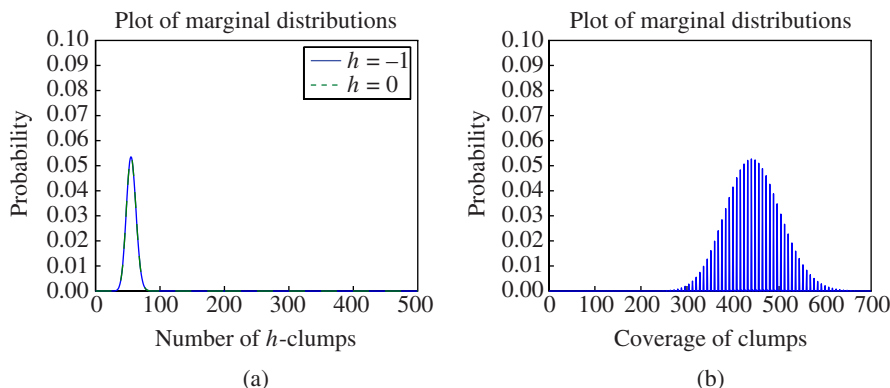 Plot of marginal distributions
0.10
0.09
0.08
0.07
0.06
0.05
0.04
0.03
0.02
0.01
0.00
Probability
h = –1
h = 0
0 100 200 300 400 500
Number of h-clumps
(a)
Plot of marginal distributions
0.10
0.09
0.08
0.07
0.06
0.05
0.04
0.03
0.02
0.01
0.00
Probability
0 100 200 300 400 500 600 700
Coverage of clumps
(b)